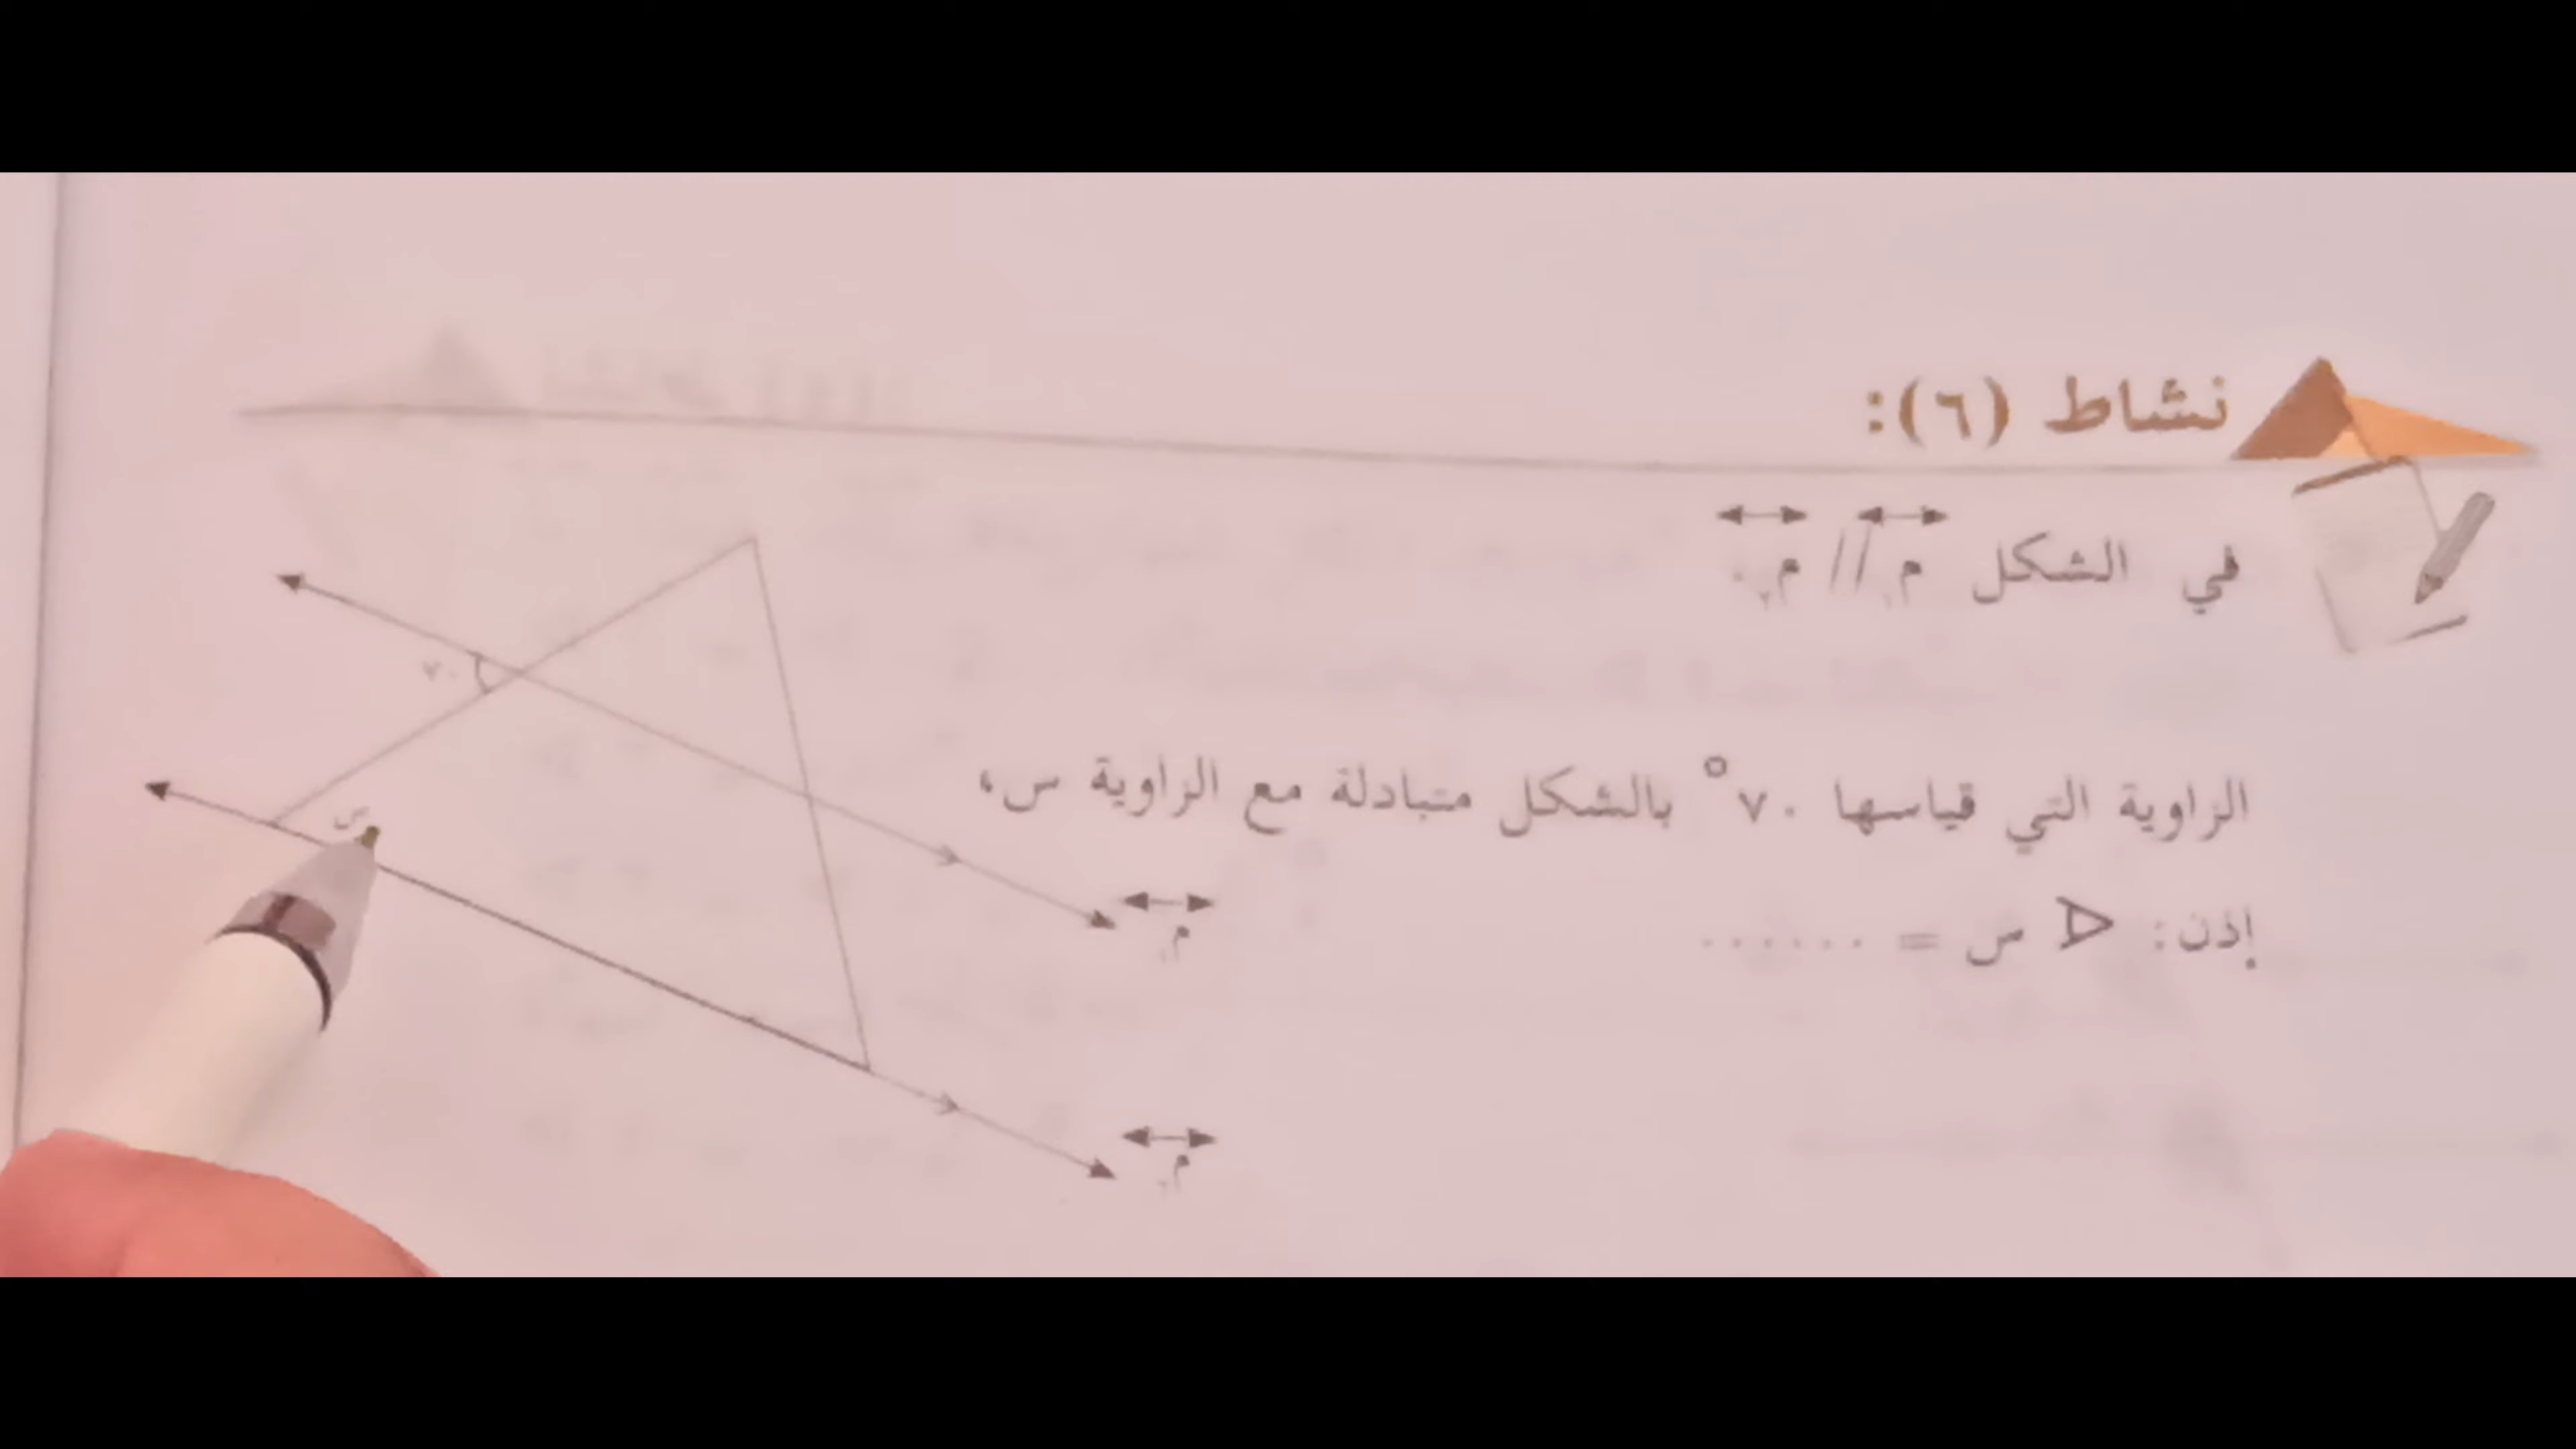 نشاط (٦):
في الشكل م١ // م٢.
الزاوية التي قياسها ٧٠° بالشكل متبادلة مع الزاوية س،
إذن: ⊳ س = ......
٧٠
س
م١
م٢